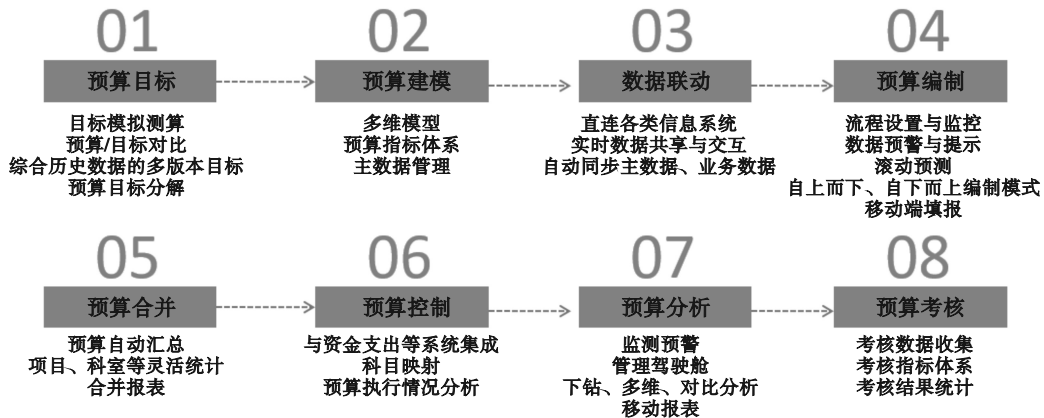 01
预算目标
目标模拟测算
预算/目标对比
综合历史数据的多版本目标
预算目标分解
02
预算建模
多维模型
预算指标体系
主数据管理
03
数据联动
直连各类信息系统
实时数据共享与交互
自动同步主数据、业务数据
04
预算编制
流程设置与监控
数据预警与提示
滚动预测
自上而下、自下而上编制模式
移动端填报
05
预算合并
预算自动汇总
项目、科室等灵活统计
合并报表
06
预算控制
与资金支出等系统集成
科目映射
预算执行情况分析
07
预算分析
监测预警
管理驾驶舱
下钻、多维、对比分析
移动报表
08
预算考核
考核数据收集
考核指标体系
考核结果统计